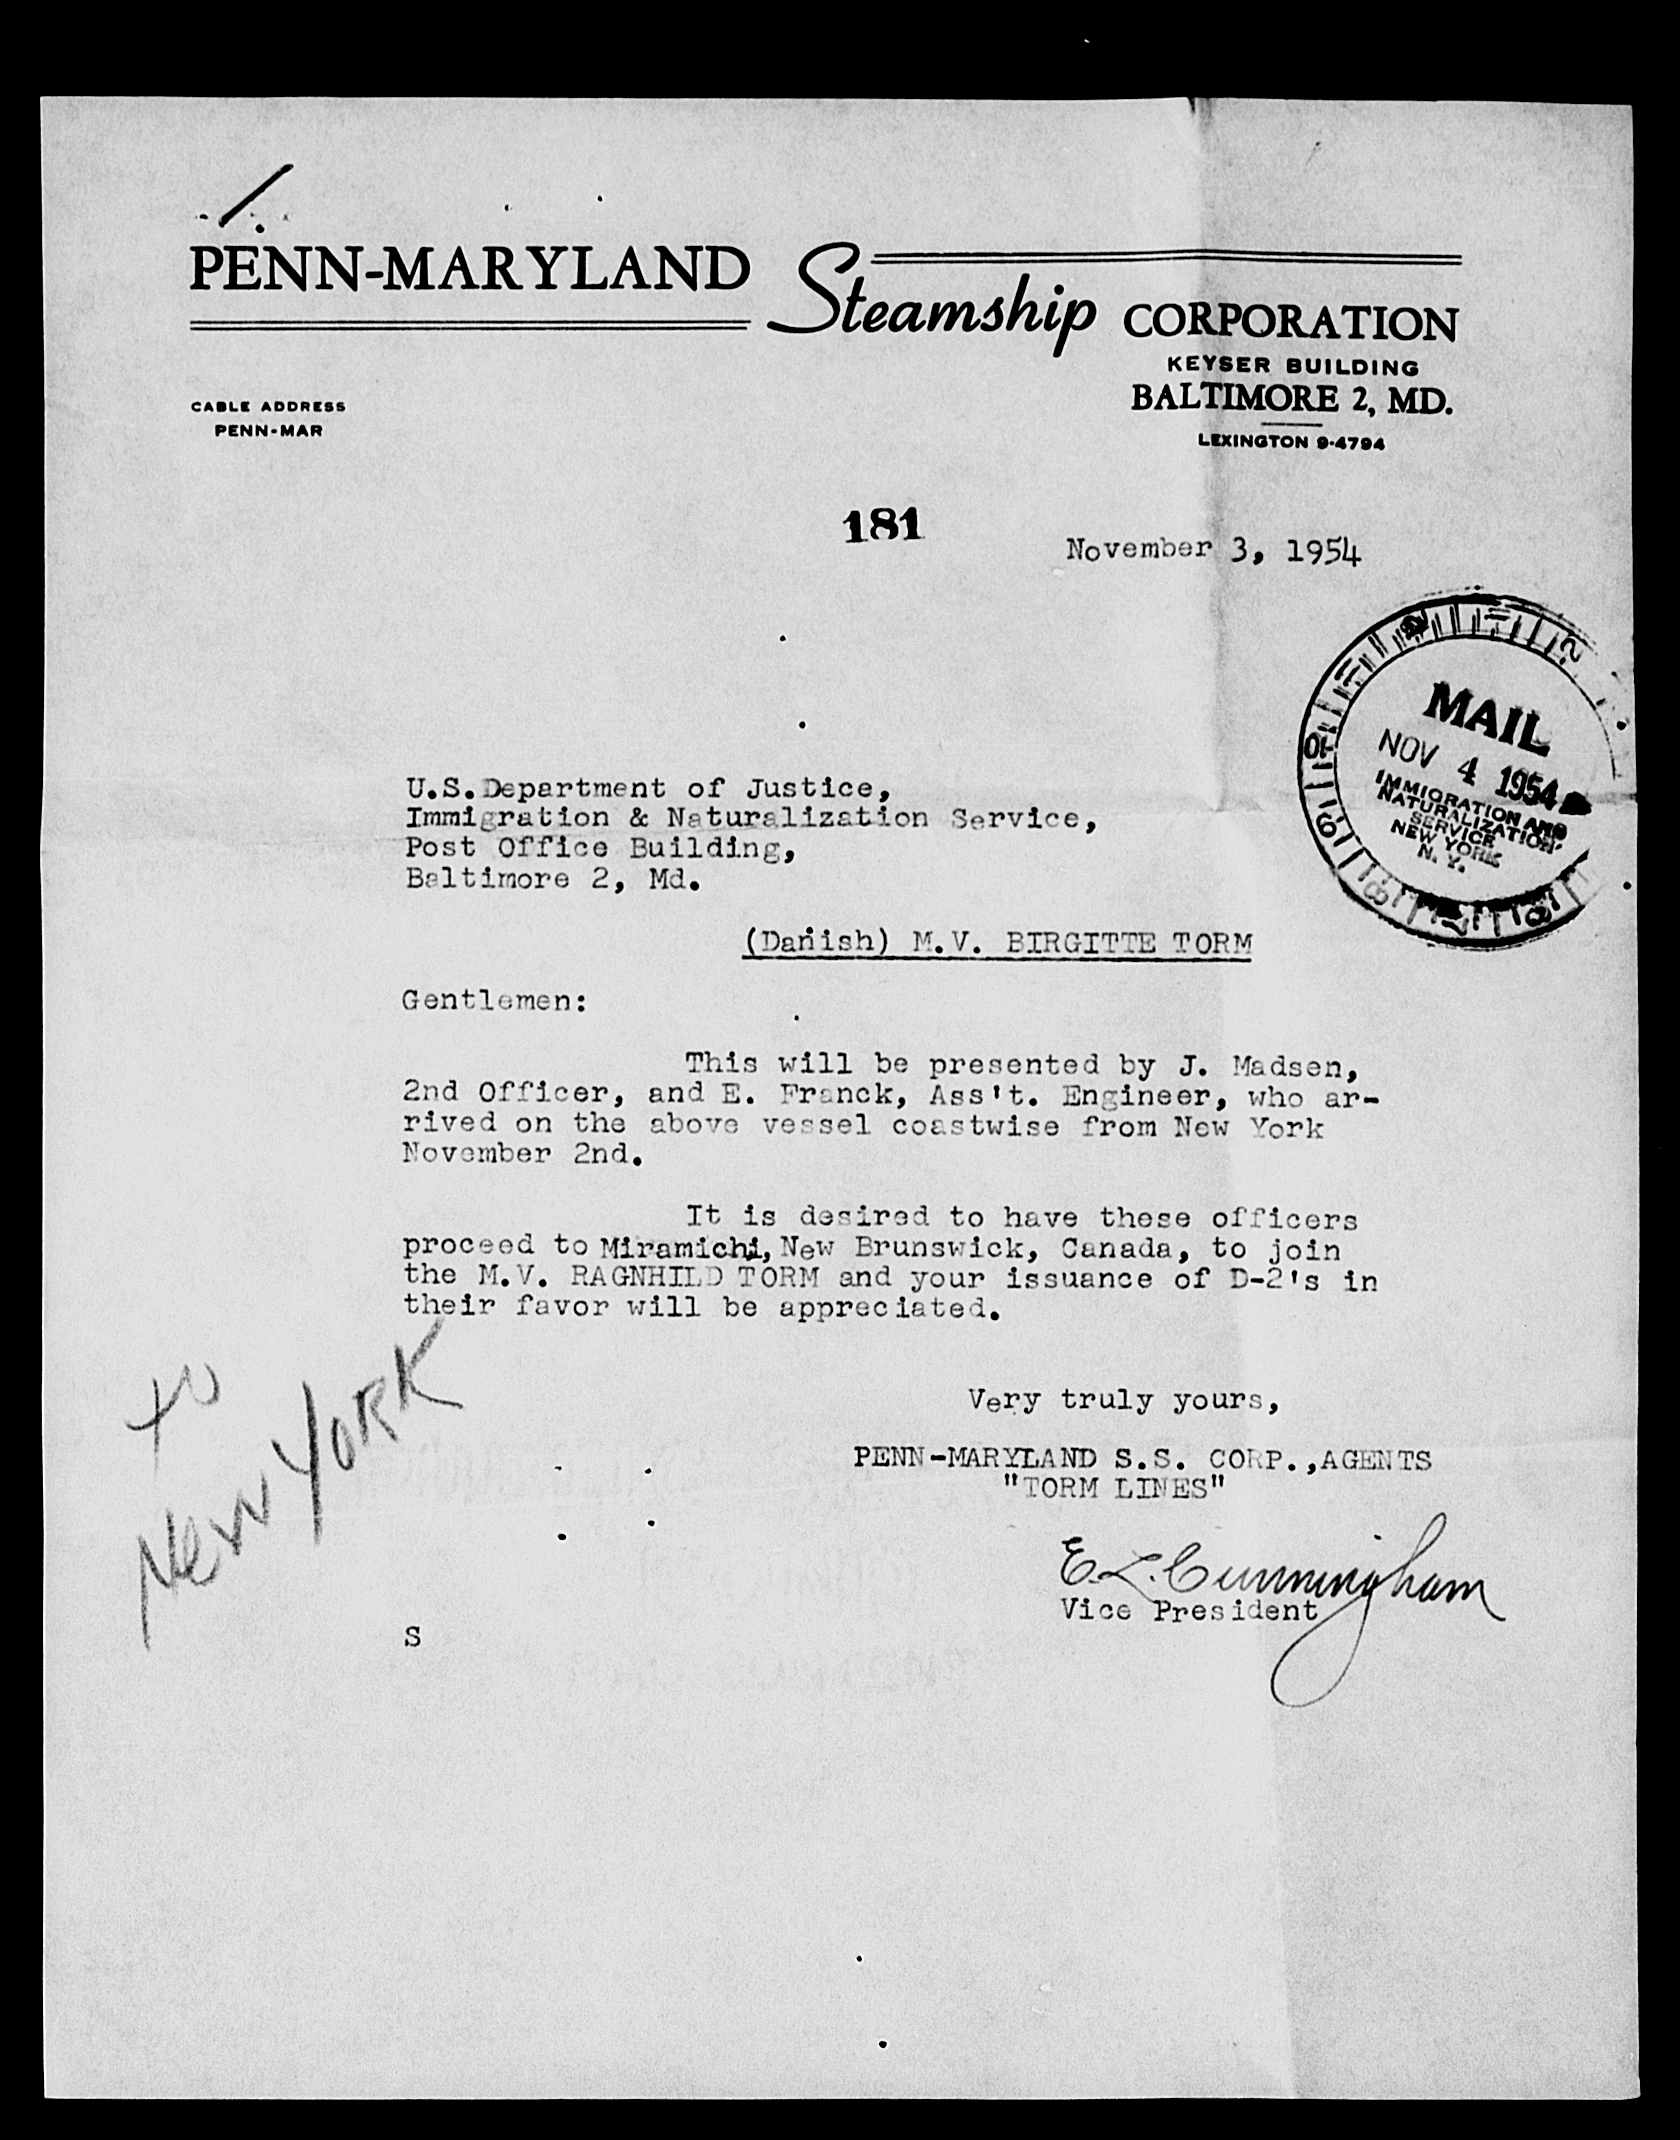 PENN-MARYLAND Steamship CORPORATION
KEYSER BUILDING
BALTIMORE 2, MD.
LEXINGTON 9-4794
CABLE ADDRESS
PENN-MAR
181
November 3, 1954
MAIL
NOV 4 1954
IMMIGRATION AND
NATURALIZATION
SERVICE
NEW YORK
N. Y.
U.S.Department of Justice,
Immigration & Naturalization Service,
Post Office Building,
Baltimore 2, Md.
(Danish) M.V. BIRGITTE TORM
Gentlemen:
This will be presented by J. Madsen,
2nd Officer, and E. Franck, Ass't. Engineer, who ar-
rived on the above vessel coastwise from New York
November 2nd.
It is desired to have these officers
proceed to Miramichi, New Brunswick, Canada, to join
the M.V. RAGNHILD TORM and your issuance of D-2's in
their favor will be appreciated.
to
New YORK
Very truly yours,
PENN-MARYLAND S.S. CORP.,AGENTS
"TORM LINES"
E.L. Cunningham
Vice President
S